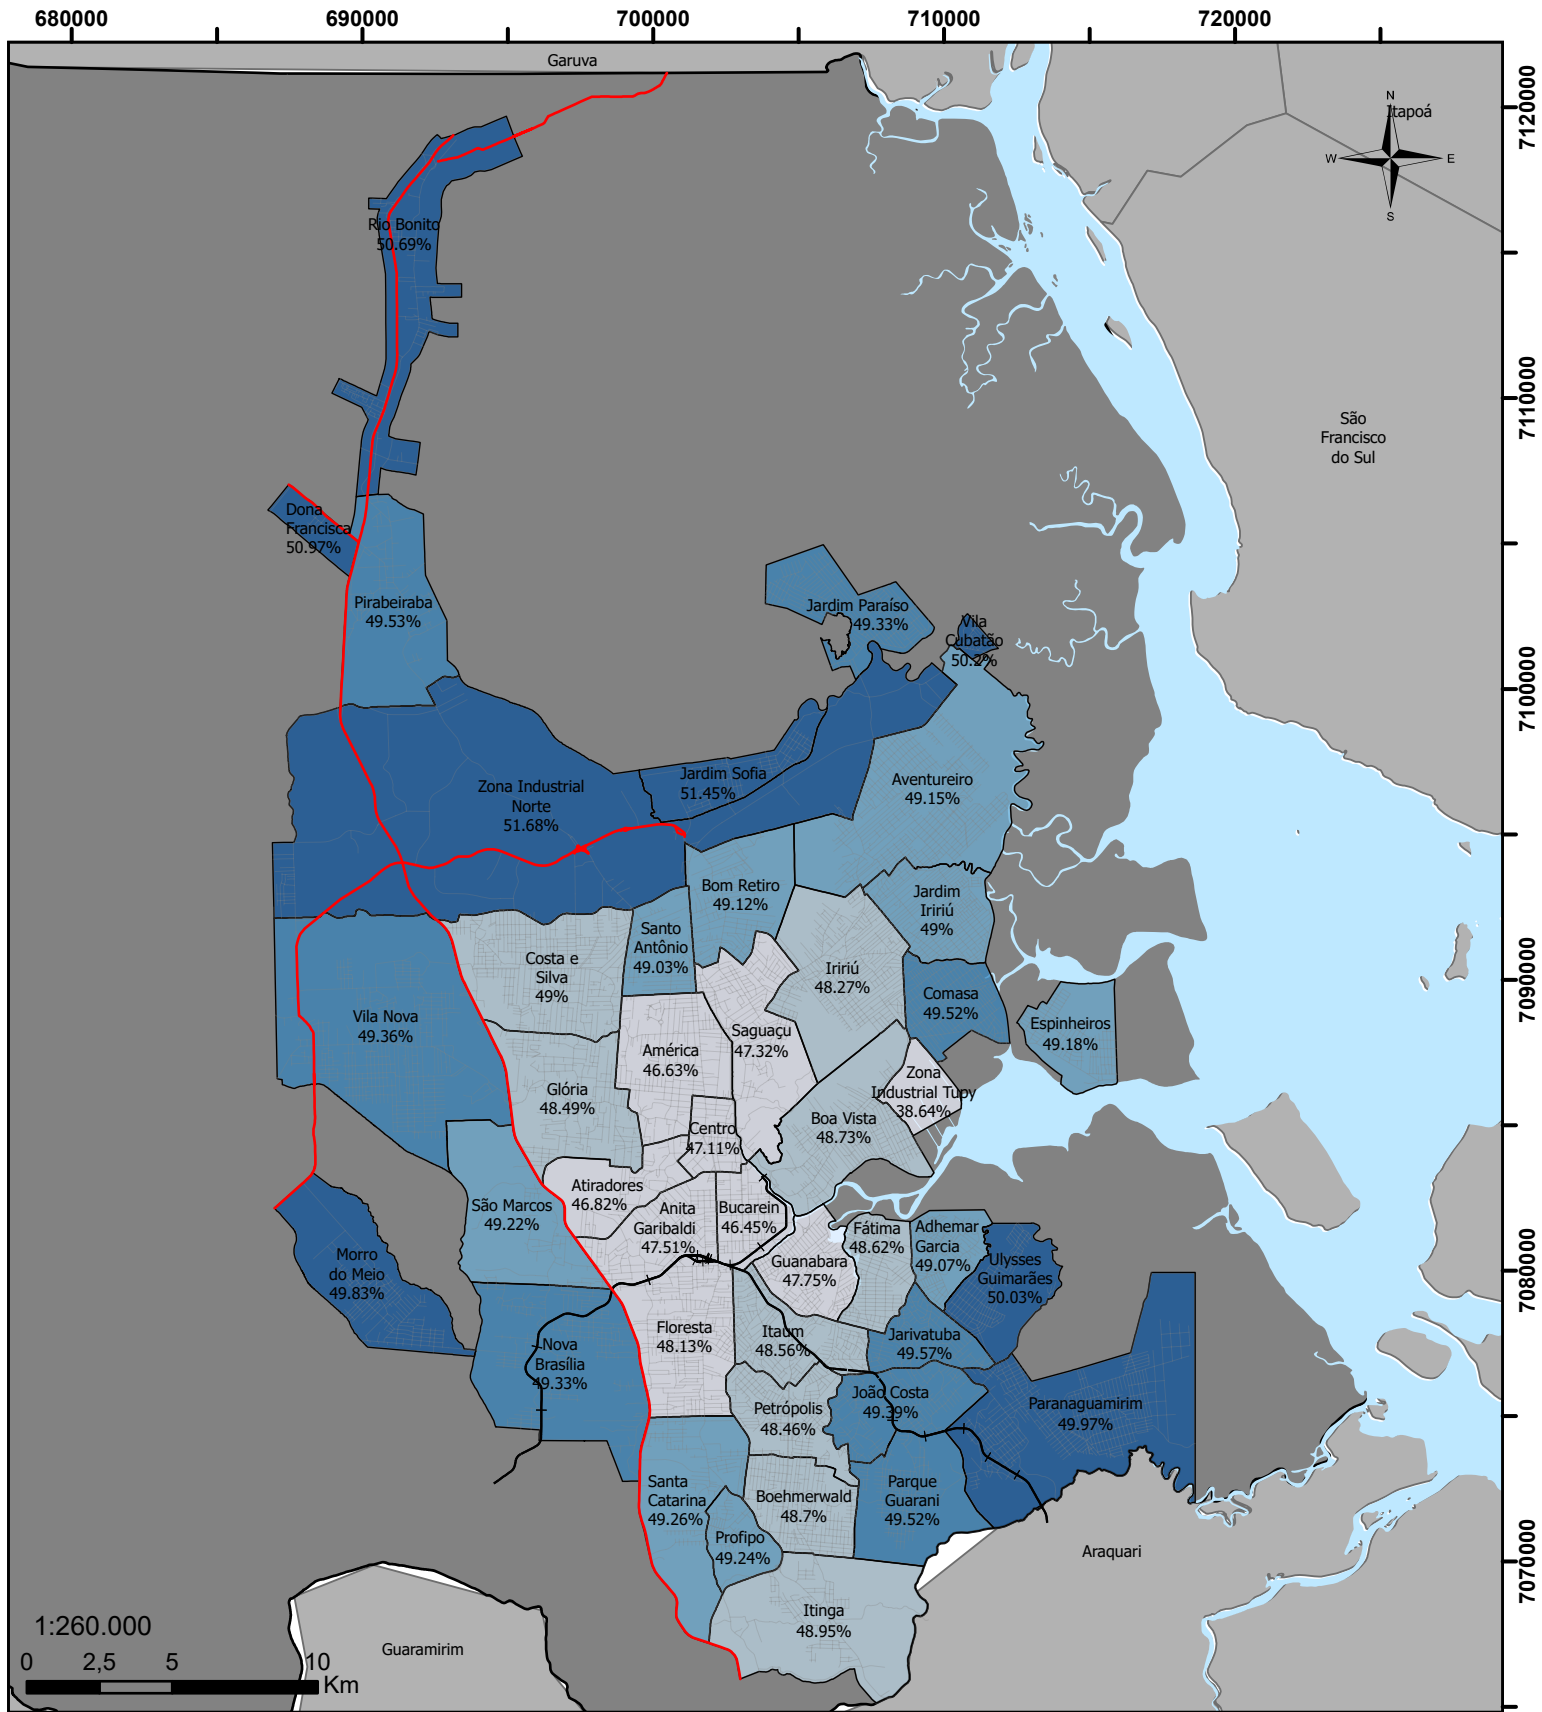 680000
690000
700000
710000
720000
Garuva
7120000
N
Itapoá
W
E
S
Rio Bonito
50.69%
7110000
São
Francisco
do Sul
Dona
Francisca
50.97%
Pirabeiraba
49.53%
Jardim Paraíso
49.33%
Vila
Cubatão
50.2%
7100000
Zona Industrial
Norte
51.68%
Jardim Sofia
51.45%
Aventureiro
49.15%
Bom Retiro
49.12%
Jardim
Iririú
49%
Santo
Antônio
49.03%
Costa e
Silva
49%
Iririú
48.27%
Comasa
49.52%
7090000
Vila Nova
49.36%
Espinheiros
49.18%
Saguaçu
47.32%
América
46.63%
Zona
Industrial Tupy
38.64%
Glória
48.49%
Boa Vista
48.73%
Centro
47.11%
Atiradores
46.82%
São Marcos
49.22%
Anita
Garibaldi
47.51%
Bucarein
46.45%
Fátima
48.62%
Adhemar
Garcia
49.07%
Guanabara
47.75%
Ulysses
Guimarães
50.03%
Morro
do Meio
49.83%
7080000
Floresta
48.13%
Itaum
48.56%
Jarivatuba
49.57%
Nova
Brasília
49.33%
João Costa
49.39%
Paranaguamirim
49.97%
Petrópolis
48.46%
Santa
Catarina
49.26%
Boehmerwald
48.7%
Parque
Guarani
49.52%
Profipo
49.24%
Araquari
7070000
Itinga
48.95%
1:260.000
Guaramirim
0 2,5 5 10
Km